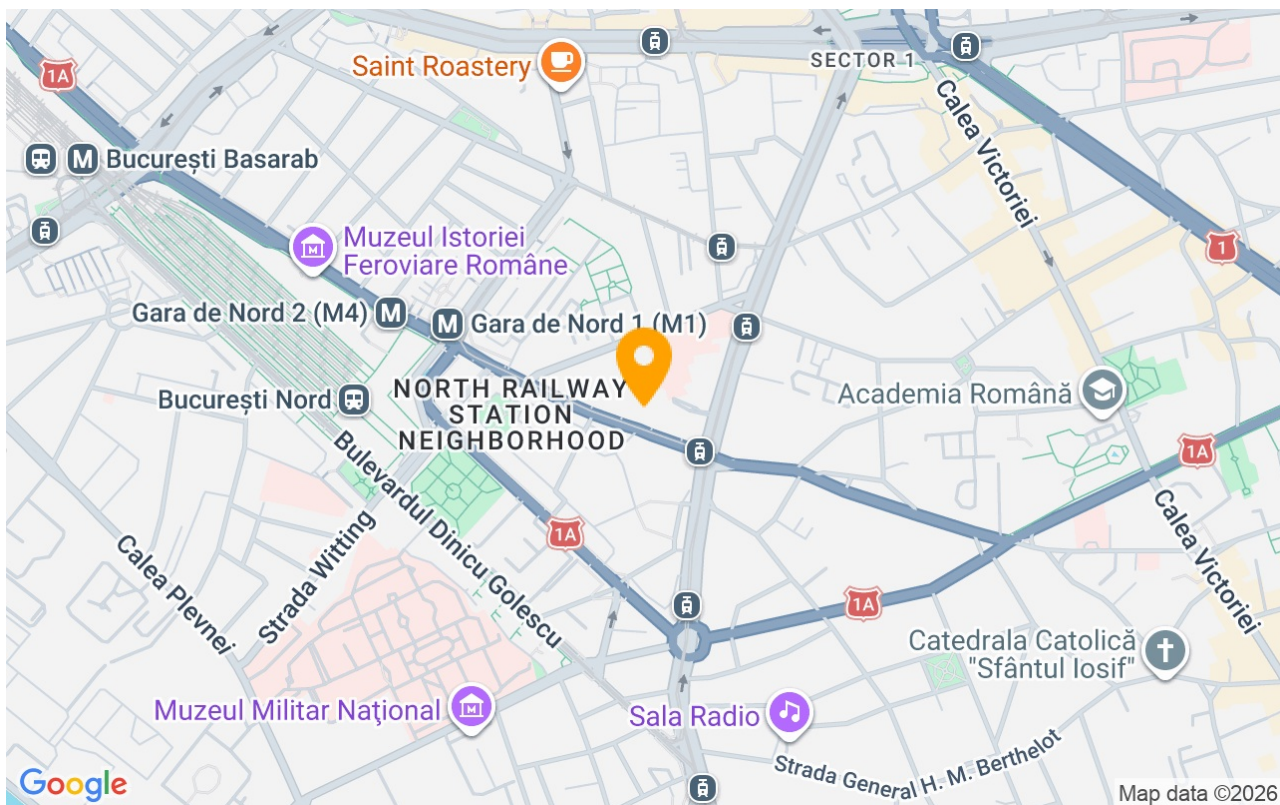 1A
Saint Roastery
SECTOR 1
Calea Victoriei
M
București Basarab
1
Muzeul Istoriei
Feroviare Române
Gara de Nord 2 (M4)
M
M
Gara de Nord 1 (M1)
București Nord
NORTH RAILWAY
STATION
NEIGHBORHOOD
Academia Română
1A
Bulevardul Dinicu Golescu
Calea Plevnei
Strada Witting
1A
Calea Victoriei
1A
Catedrala Catolică
"Sfântul Iosif"
Muzeul Militar Național
Sala Radio
Strada General H. M. Berthelot
Google
Map data ©2026